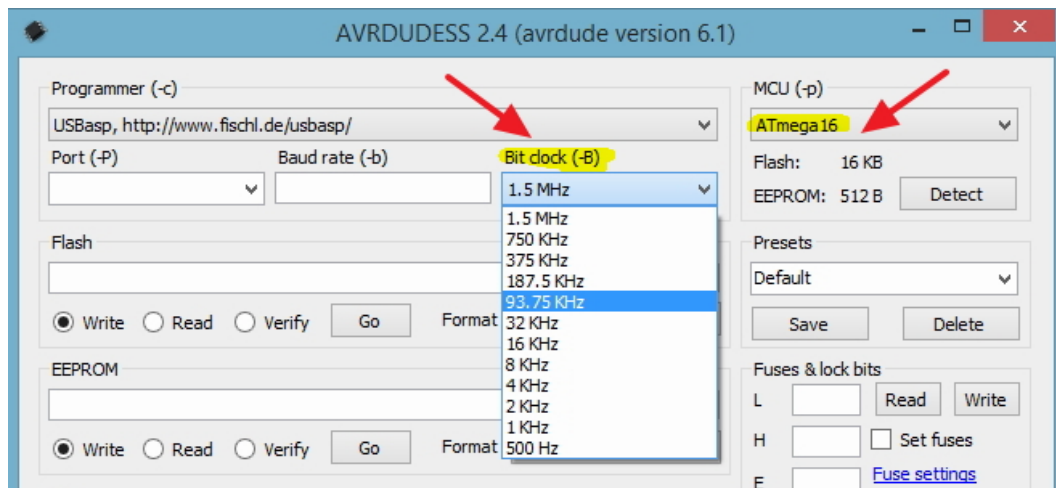 AVRDUDESS 2.4 (avrdude version 6.1)
Programmer (-c)
USBasp, http://www.fischl.de/usbasp/
Port (-P)
Baud rate (-b)
Bit clock (-B)
1.5 MHz
1.5 MHz
750 KHz
375 KHz
187.5 KHz
93.75 KHz
32 KHz
16 KHz
8 KHz
4 KHz
2 KHz
1 KHz
500 Hz
Flash
Write Read Verify Go Format
EEPROM
Write Read Verify Go Format
MCU (-p)
ATmega16
Flash: 16 KB
EEPROM: 512 B Detect
Presets
Default
Save Delete
Fuses & lock bits
L Read Write
H Set fuses
E Fuse settings